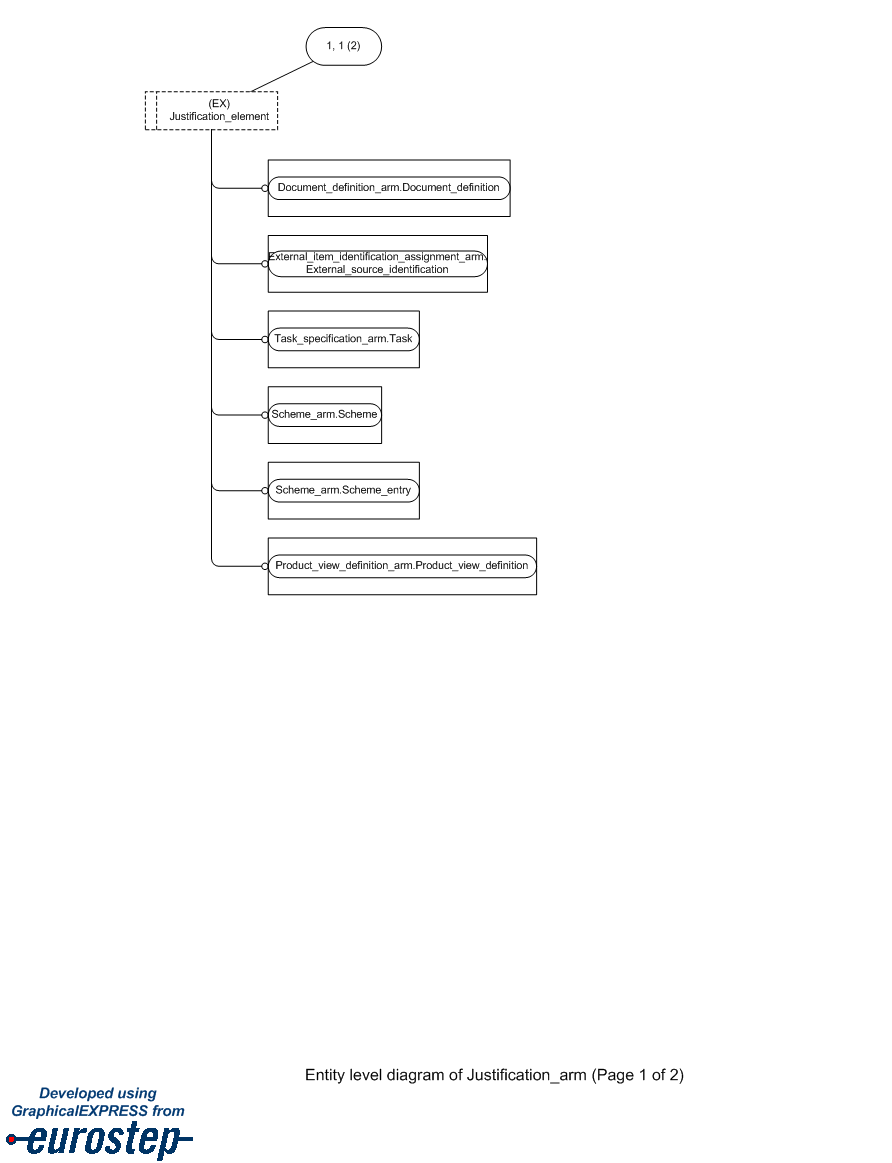 1, 1 (2)
(EX)
Justification_element
Document_definition_arm.Document_definition
External_item_identification_assignment_arm.
External_source_identification
Task_specification_arm.Task
Scheme_arm.Scheme
Scheme_arm.Scheme_entry
Product_view_definition_arm.Product_view_definition
Entity level diagram of Justification_arm (Page 1 of 2)
Developed using
GraphicalEXPRESS from
eurostep